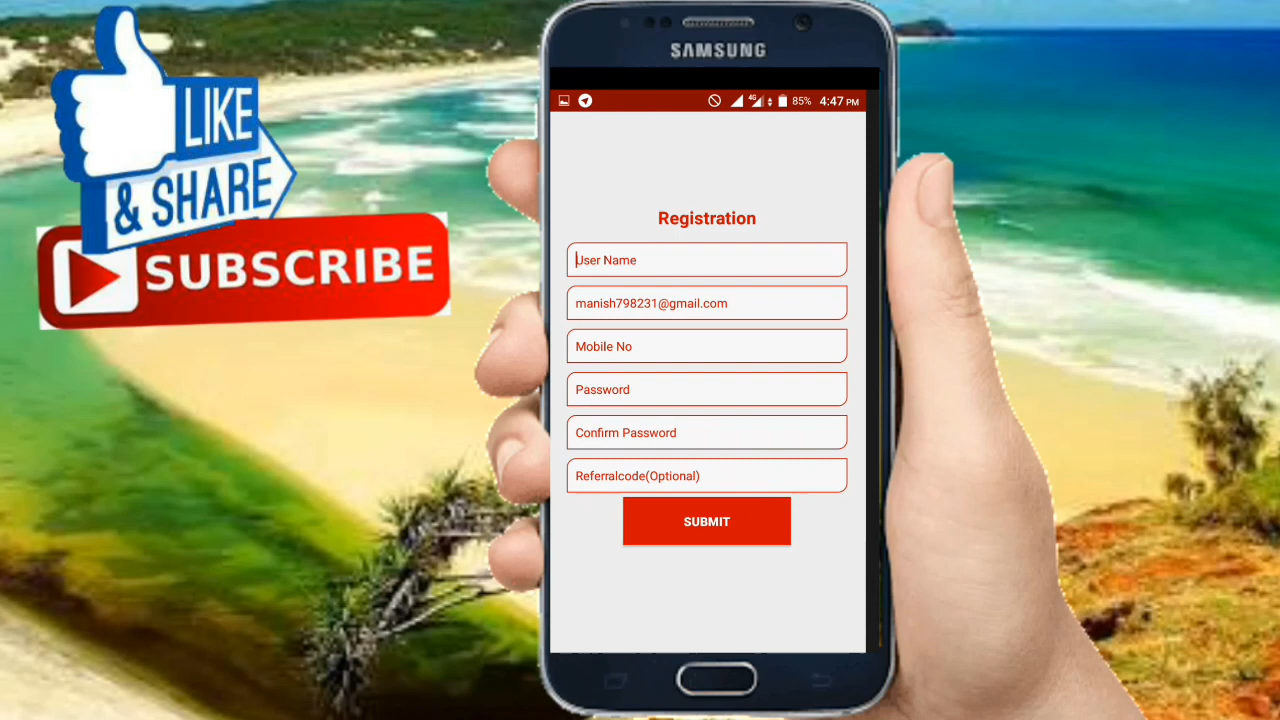 LIKE
& SHARE
SUBSCRIBE
SAMSUNG
4G 85% 4:47 PM
Registration
User Name
manish798231@gmail.com
Mobile No
Password
Confirm Password
Referralcode(Optional)
SUBMIT